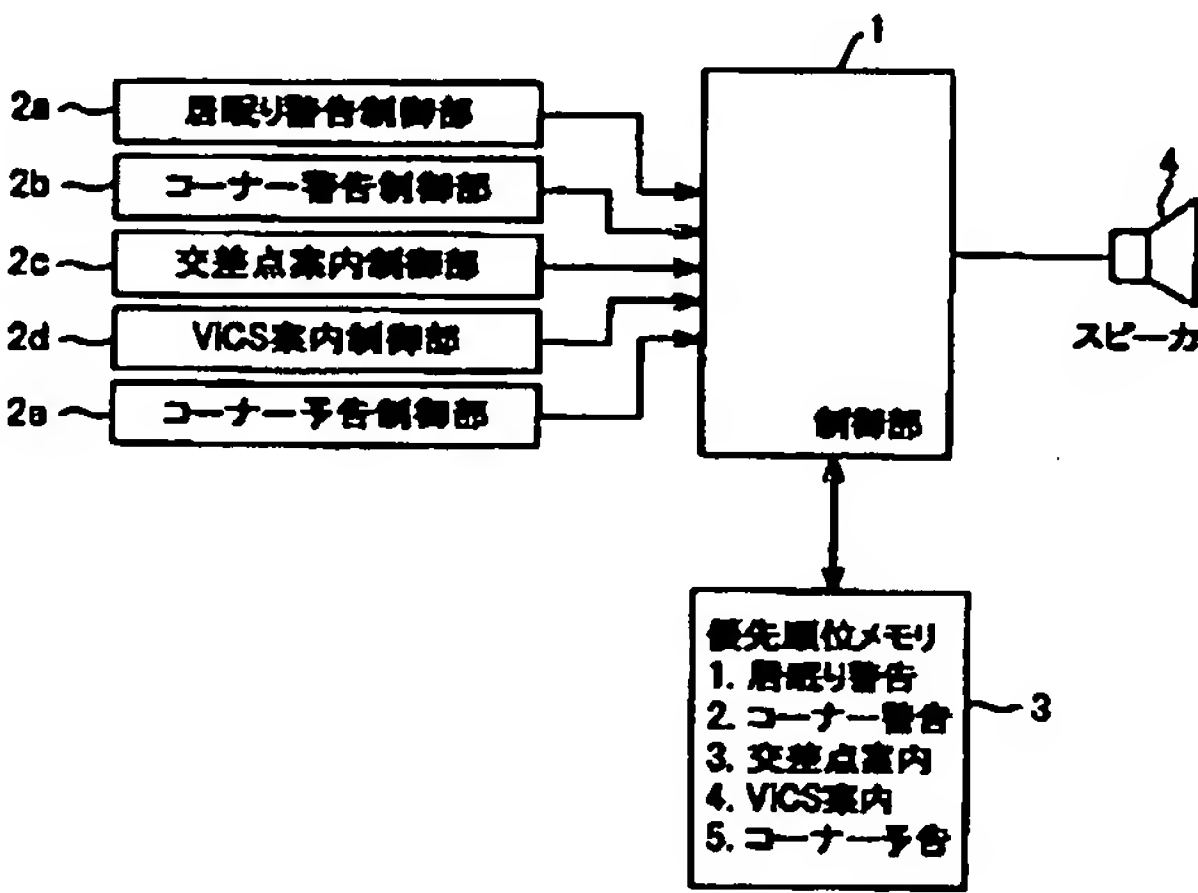 1
2a 居眠り警告制御部
2b コーナー警告制御部
2c 交差点案内制御部
2d VICS案内制御部
2e コーナー予告制御部
制御部
4
スピーカ
優先順位メモリ
1. 居眠り警告
2. コーナー警告
3. 交差点案内
4. VICS案内
5. コーナー予告
3